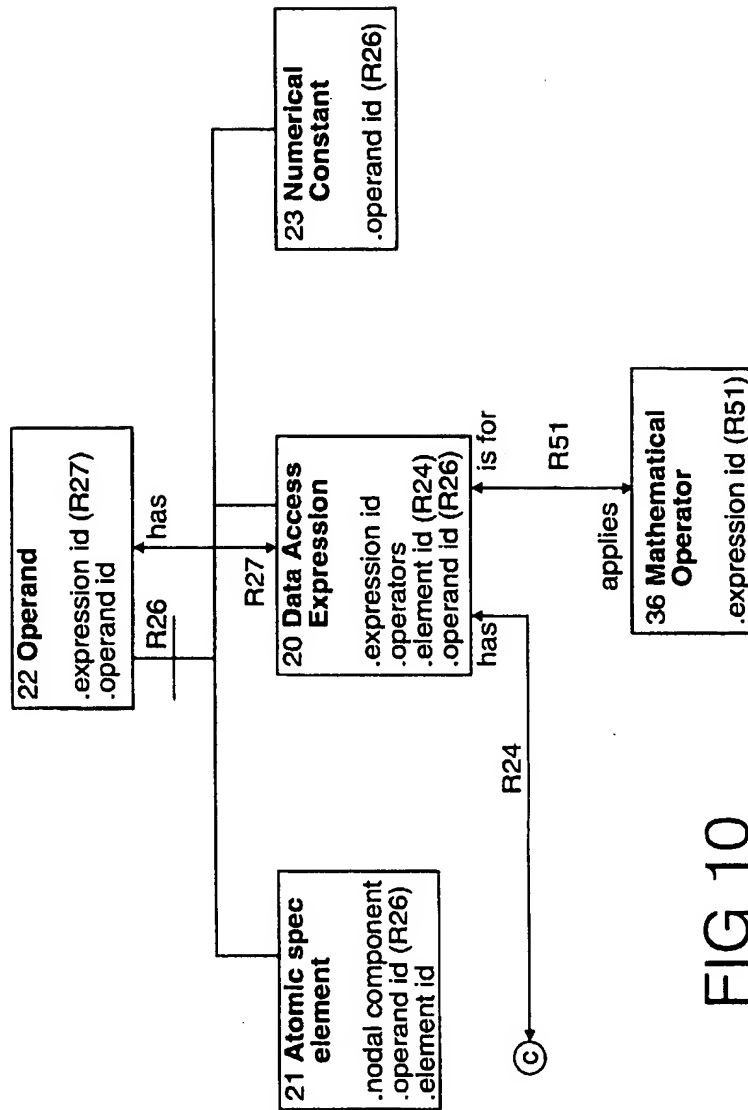 22 Operand
.expression id (R27)
.operand id
R26
has
R27
21 Atomic spec
element
.nodal component
.operand id (R26)
.element id
20 Data Access
Expression
.expression id
.operators
.element id (R24)
.operand id (R26)
23 Numerical
Constant
.operand id (R26)
has
is for
R24
R51
C
applies
36 Mathematical
Operator
.expression id (R51)
FIG 10